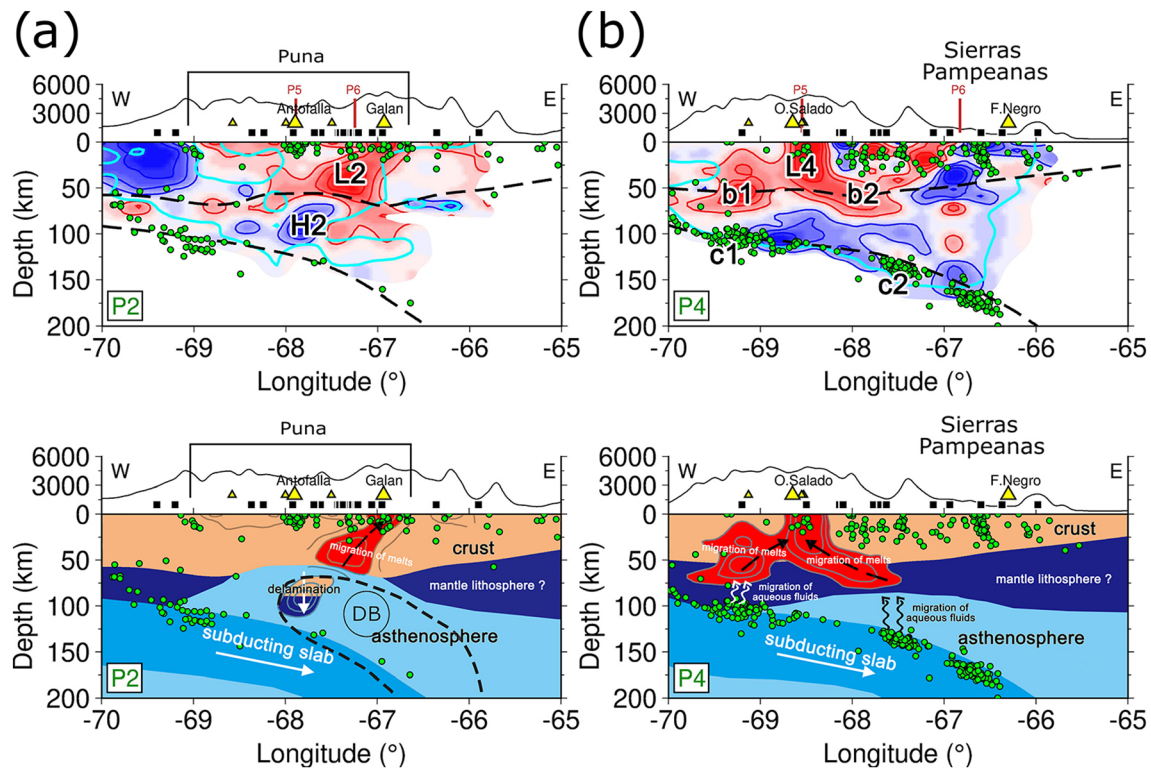 (a)
Puna
6000
3000
0
W
E
P5
P6
Antofalla
Galan
0
50
100
150
200
Depth (km)
L2
H2
P2
-70
-69
-68
-67
-66
-65
Longitude (°)
(b)
Sierras
Pampeanas
6000
3000
0
W
E
P5
P6
O.Salado
F.Negro
0
50
100
150
200
Depth (km)
L4
b1
b2
c1
c2
P4
-70
-69
-68
-67
-66
-65
Longitude (°)
Puna
6000
3000
0
W
E
Antofalla
Galan
0
50
100
150
200
Depth (km)
migration of melts
crust
mantle lithosphere ?
delamination
DB
asthenosphere
subducting slab
P2
-70
-69
-68
-67
-66
-65
Longitude (°)
Sierras
Pampeanas
6000
3000
0
W
E
O.Salado
F.Negro
0
50
100
150
200
Depth (km)
migration of melts
migration of melts
crust
mantle lithosphere ?
migration of
aqueous fluids
migration of
aqueous fluids
asthenosphere
subducting slab
P4
-70
-69
-68
-67
-66
-65
Longitude (°)